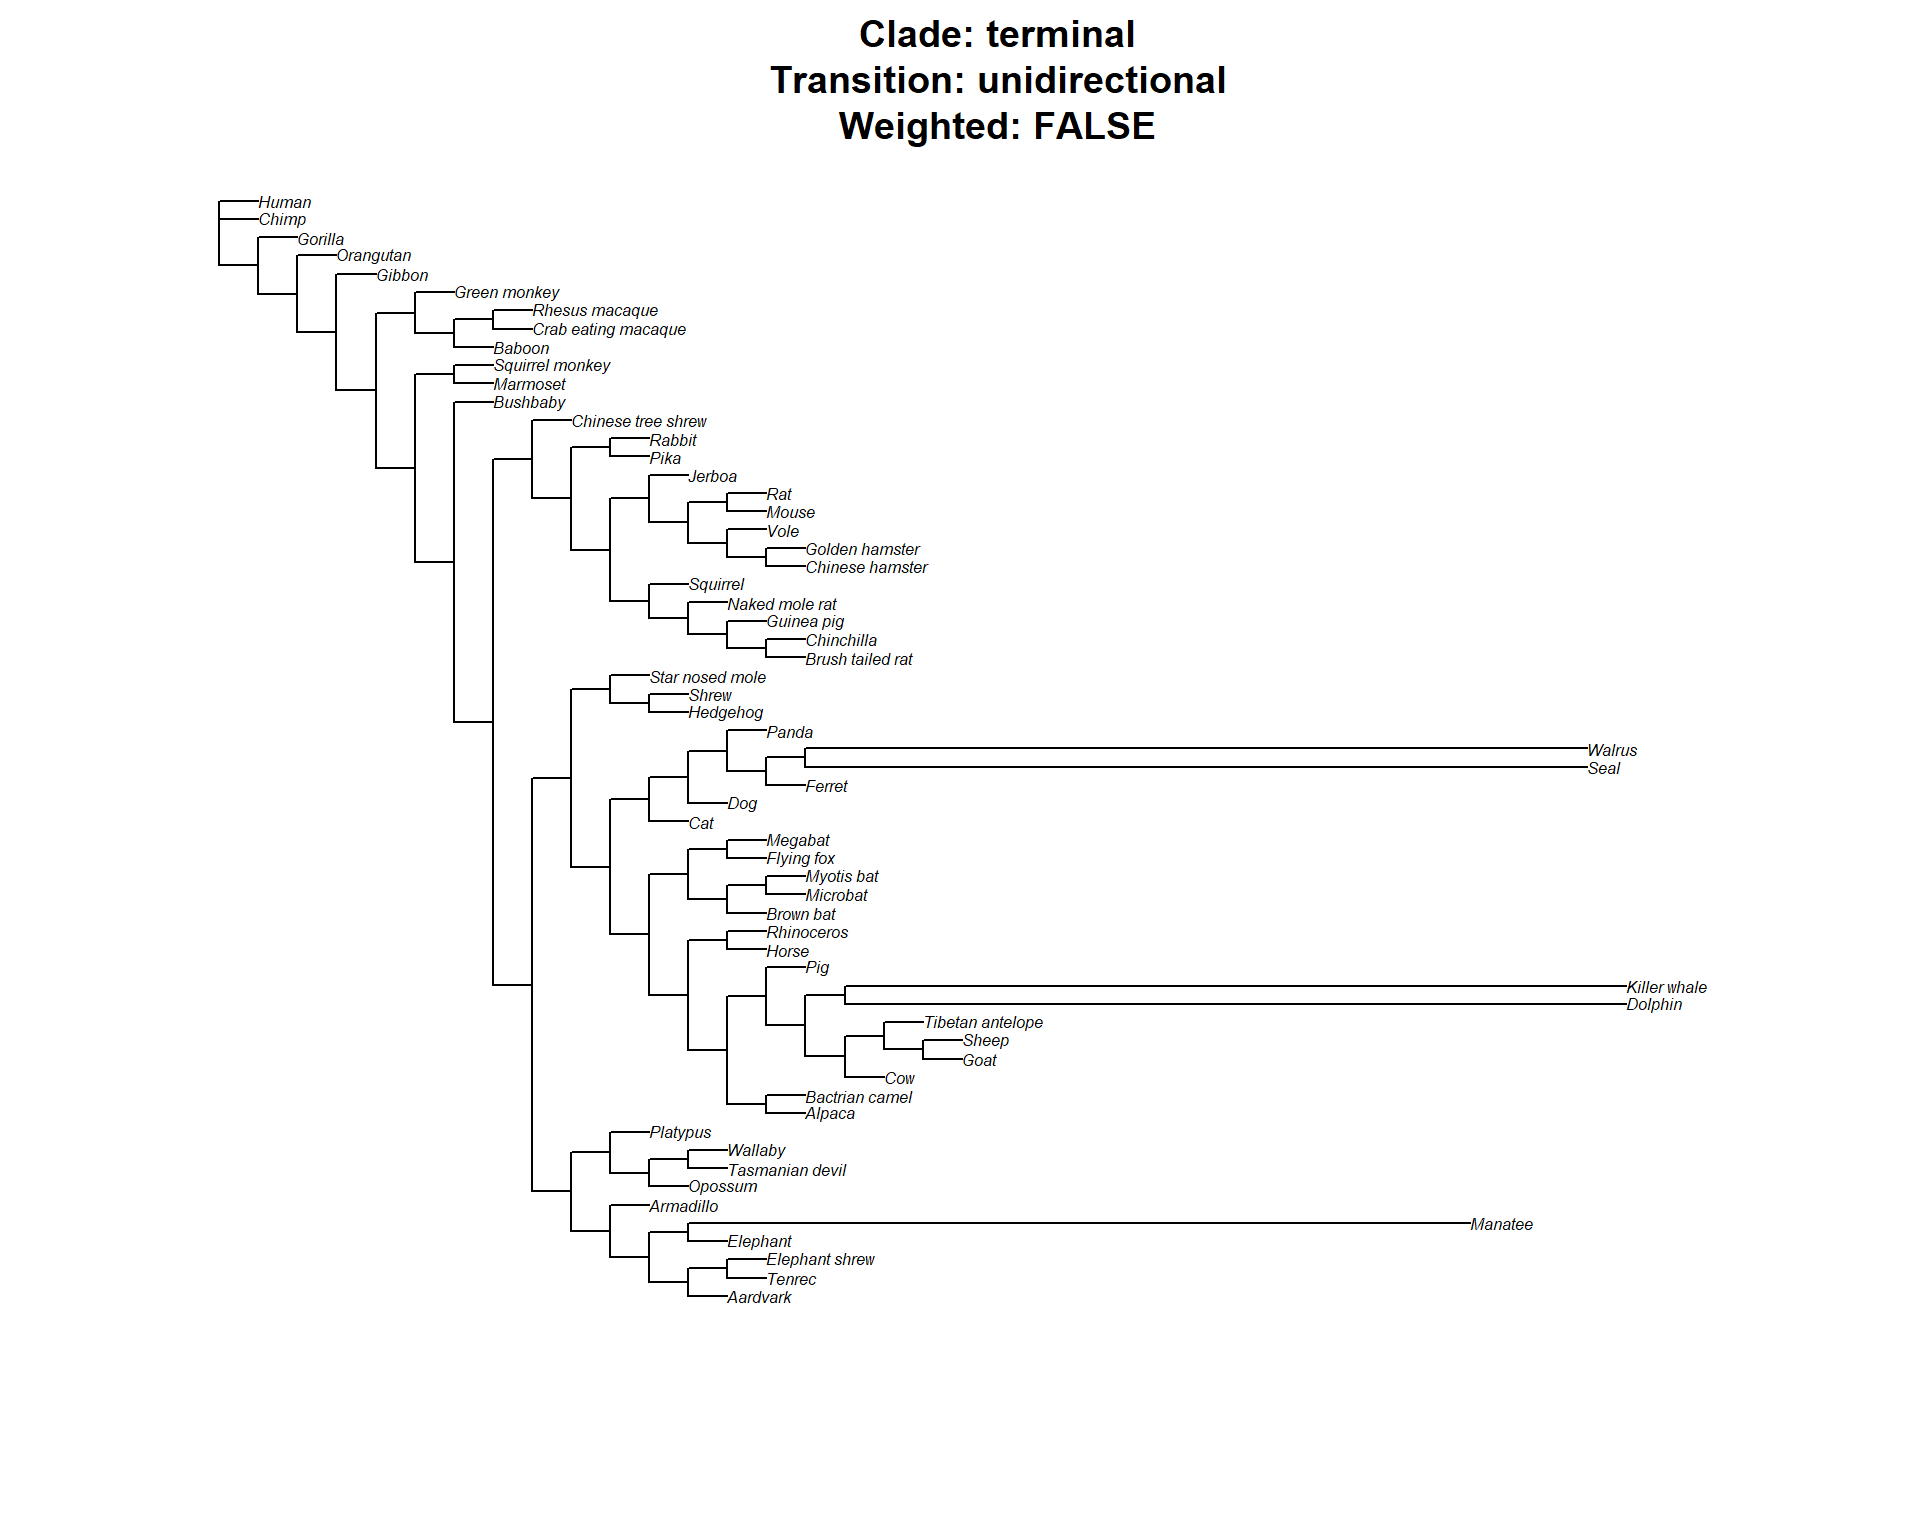 Clade: terminal
Transition: unidirectional
Weighted: FALSE
Human
Chimp
Gorilla
Orangutan
Gibbon
Green monkey
Rhesus macaque
Crab eating macaque
Baboon
Squirrel monkey
Marmoset
Bushbaby
Chinese tree shrew
Rabbit
Pika
Jerboa
Rat
Mouse
Vole
Golden hamster
Chinese hamster
Squirrel
Naked mole rat
Guinea pig
Chinchilla
Brush tailed rat
Star nosed mole
Shrew
Hedgehog
Panda
Walrus
Seal
Ferret
Dog
Cat
Megabat
Flying fox
Myotis bat
Microbat
Brown bat
Rhinoceros
Horse
Pig
Killer whale
Dolphin
Tibetan antelope
Sheep
Goat
Cow
Bactrian camel
Alpaca
Platypus
Wallaby
Tasmanian devil
Opossum
Armadillo
Manatee
Elephant
Elephant shrew
Tenrec
Aardvark